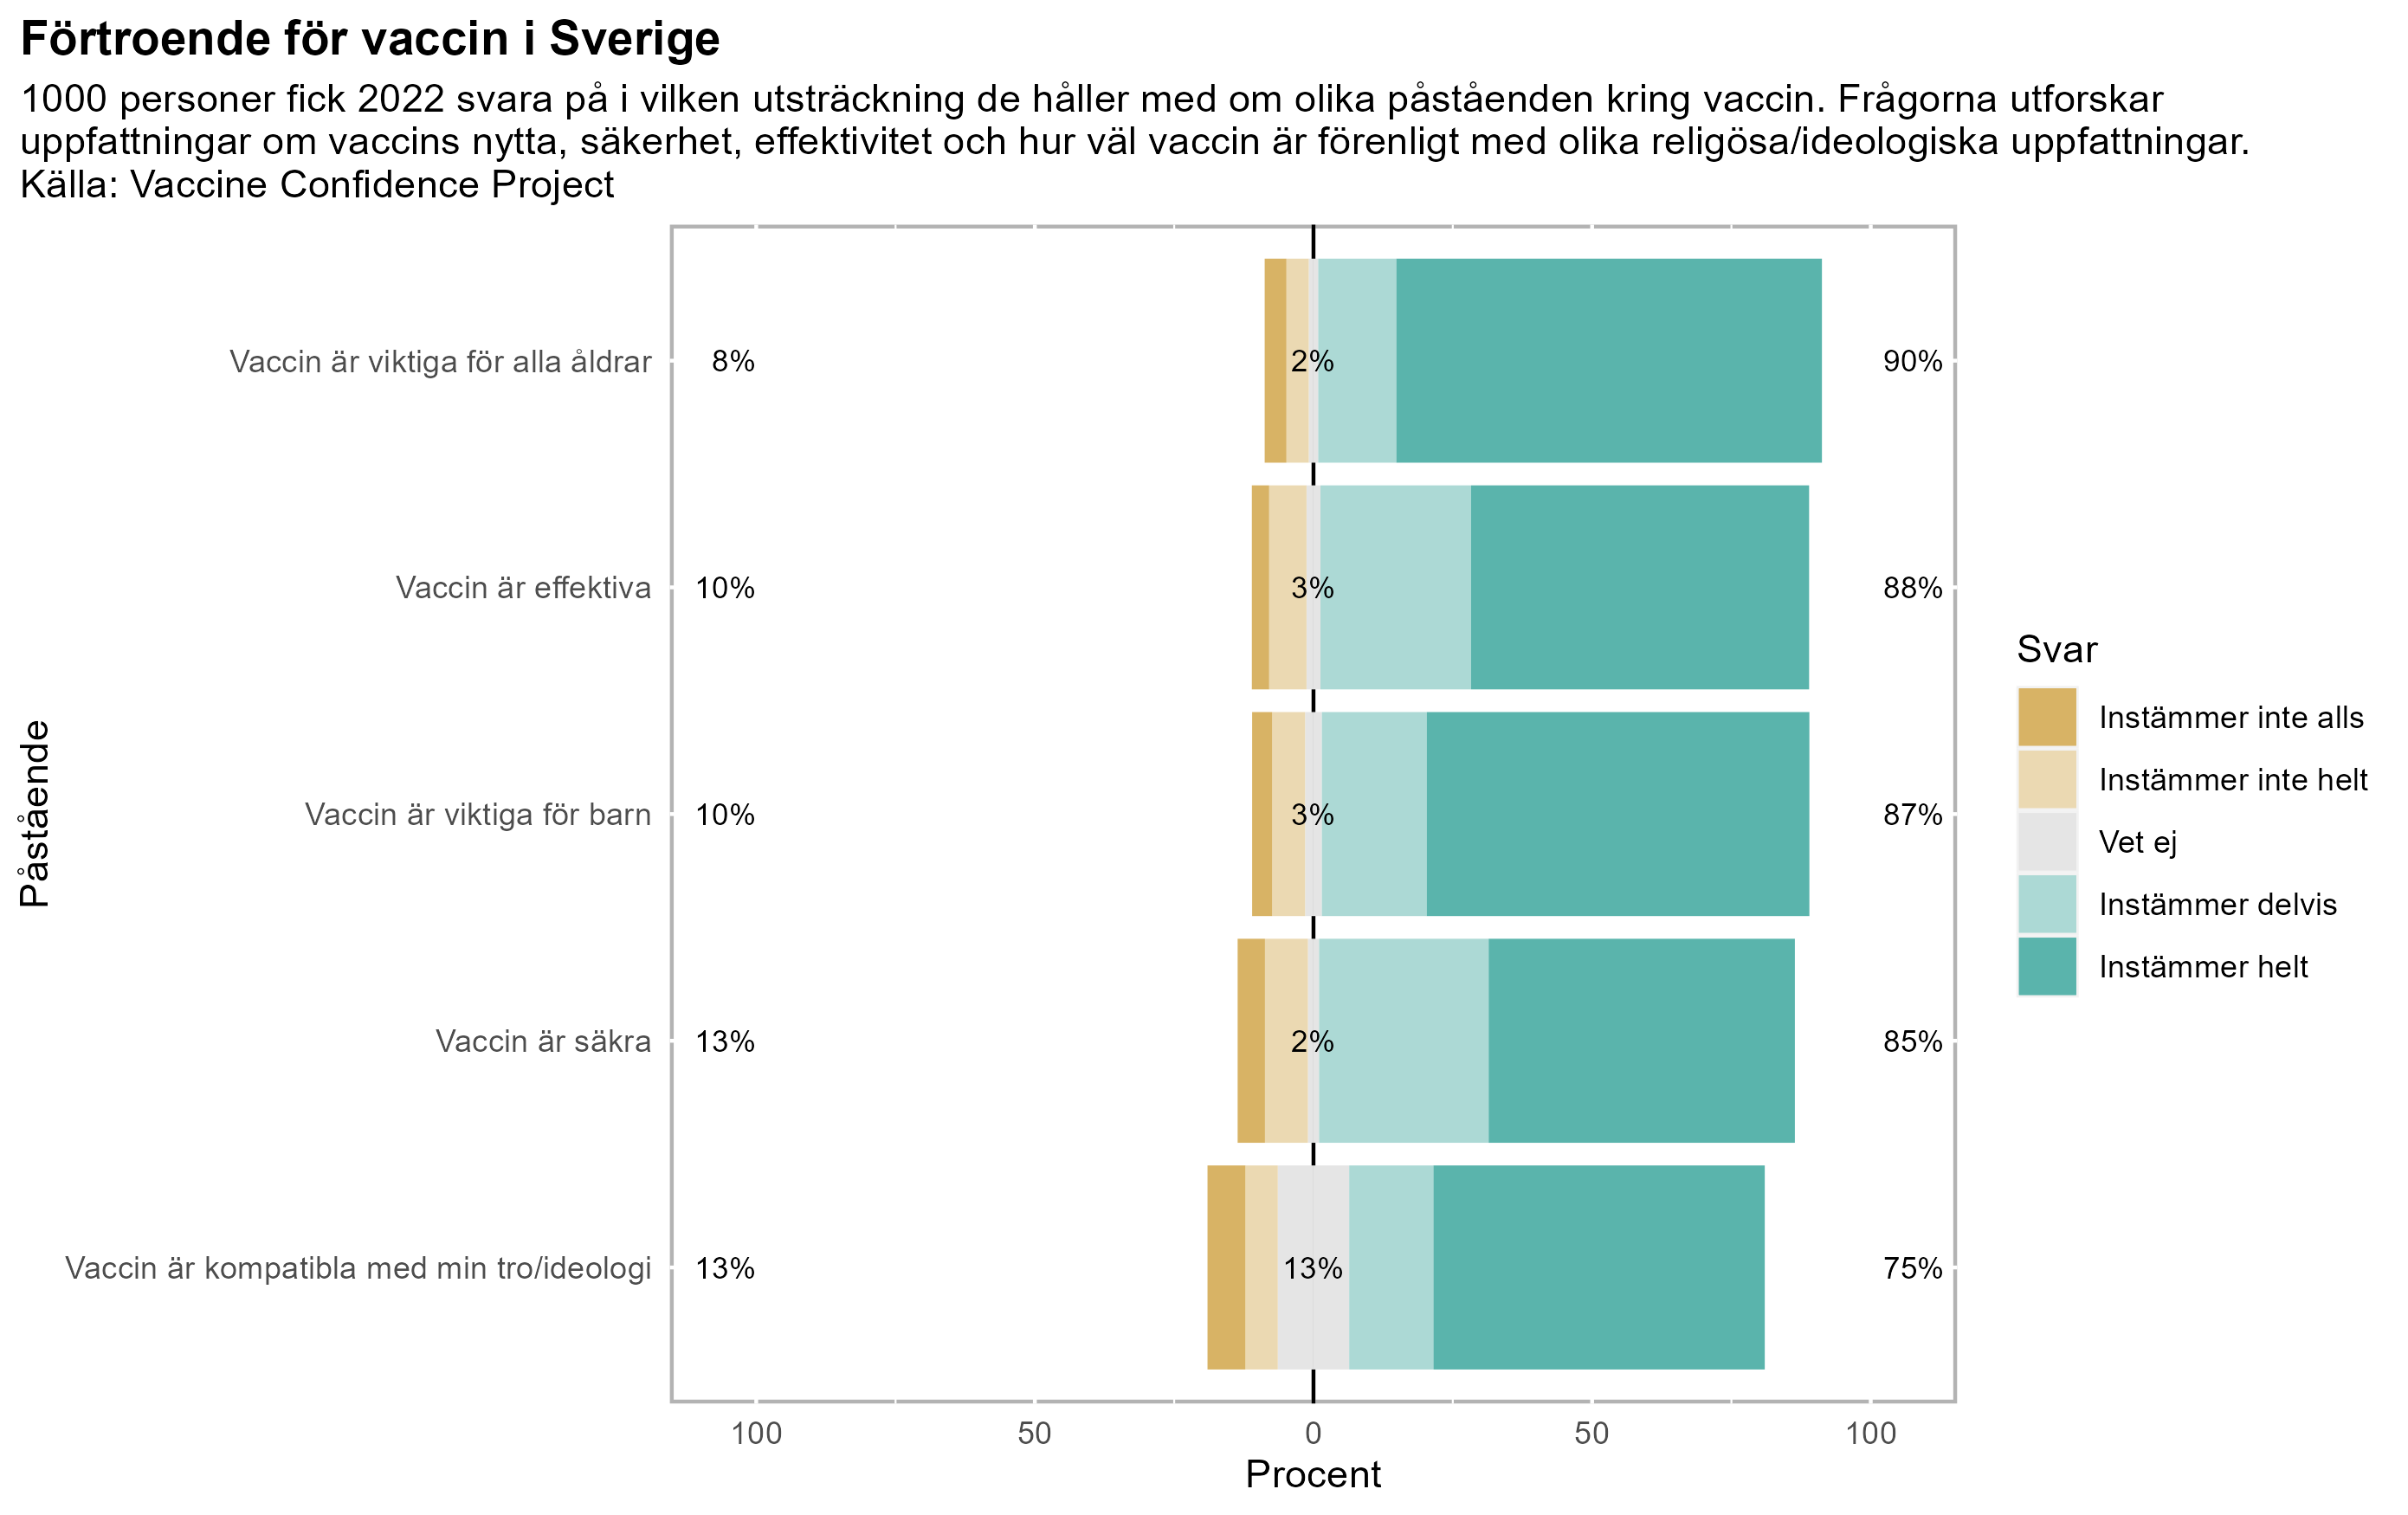 Förtroende för vaccin i Sverige
1000 personer fick 2022 svara på i vilken utsträckning de håller med om olika påståenden kring vaccin. Frågorna utforskar
uppfattningar om vaccins nytta, säkerhet, effektivitet och hur väl vaccin är förenligt med olika religösa/ideologiska uppfattningar.
Källa: Vaccine Confidence Project
Påstående
Vaccin är viktiga för alla åldrar 8% 2% 90%
Vaccin är effektiva 10% 3% 88%
Vaccin är viktiga för barn 10% 3% 87%
Vaccin är säkra 13% 2% 85%
Vaccin är kompatibla med min tro/ideologi 13% 13% 75%
100 50 0 50 100
Procent
Svar
Instämmer inte alls
Instämmer inte helt
Vet ej
Instämmer delvis
Instämmer helt